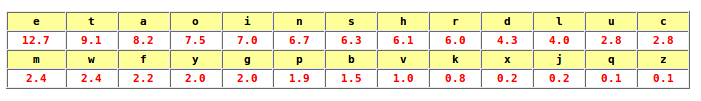 e t a o i n s h r d l u c
12.7 9.1 8.2 7.5 7.0 6.7 6.3 6.1 6.0 4.3 4.0 2.8 2.8
m w f y g p b v k x j q z
2.4 2.4 2.2 2.0 2.0 1.9 1.5 1.0 0.8 0.2 0.2 0.1 0.1